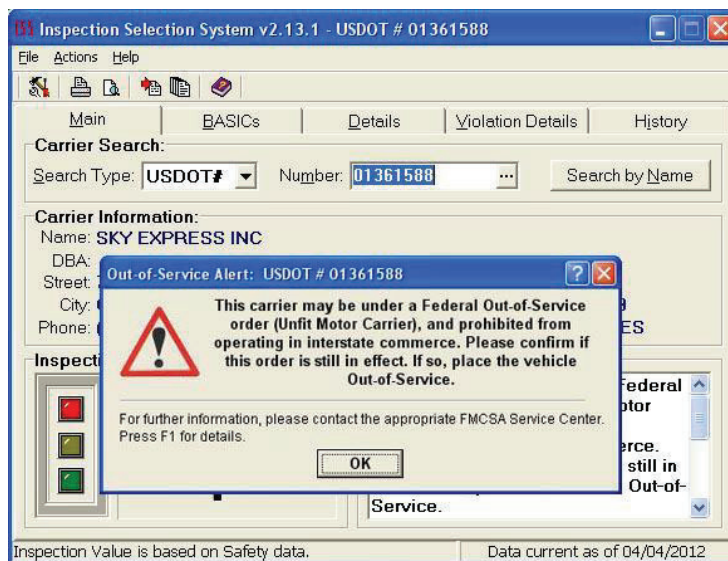 ISS Inspection Selection System v2.13.1 - USDOT # 01361588
File Actions Help
Main BASICs Details Violation Details History
Carrier Search:
Search Type: USDOT# Number: 01361588 ... Search by Name
Carrier Information:
Name: SKY EXPRESS INC
DBA:
Street:
City:
Phone: ( ES
Out-of-Service Alert: USDOT # 01361588
This carrier may be under a Federal Out-of-Service
order (Unfit Motor Carrier), and prohibited from
operating in interstate commerce. Please confirm if
this order is still in effect. If so, place the vehicle
Out-of-Service.
For further information, please contact the appropriate FMCSA Service Center.
Press F1 for details.
OK
Inspecti
Federal
otor
erce.
still in
Out-of-
Service.
Inspection Value is based on Safety data. Data current as of 04/04/2012